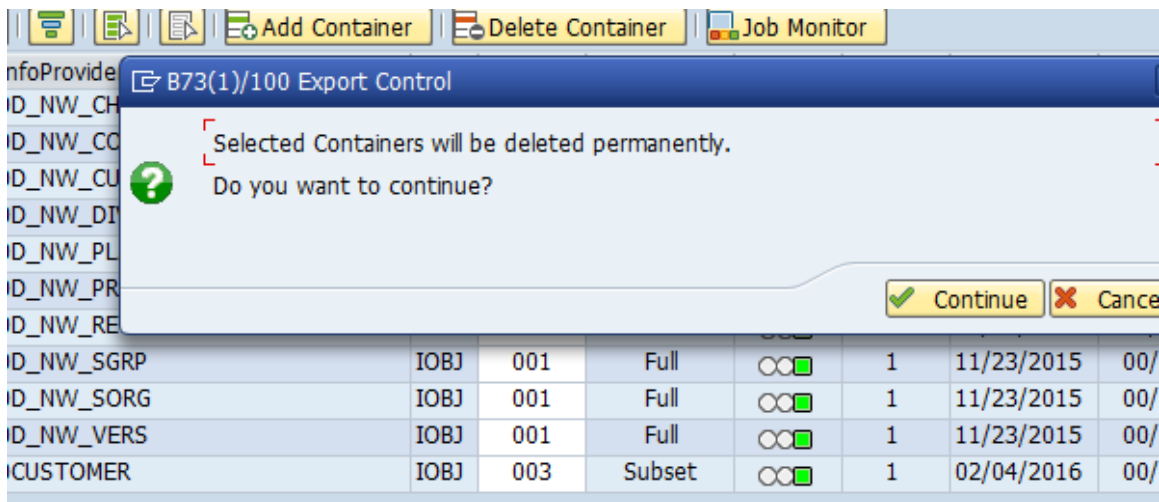 Add Container Delete Container Job Monitor
nfoProvide
B73(1)/100 Export Control
D_NW_CH
Selected Containers will be deleted permanently.
D_NW_CO
D_NW_CU
Do you want to continue?
D_NW_DI
D_NW_PL
D_NW_PR
Continue Cance
D_NW_RE
D_NW_SGRP IOBJ 001 Full 1 11/23/2015 00/
D_NW_SORG IOBJ 001 Full 1 11/23/2015 00/
D_NW_VERS IOBJ 001 Full 1 11/23/2015 00/
CUSTOMER IOBJ 003 Subset 1 02/04/2016 00/